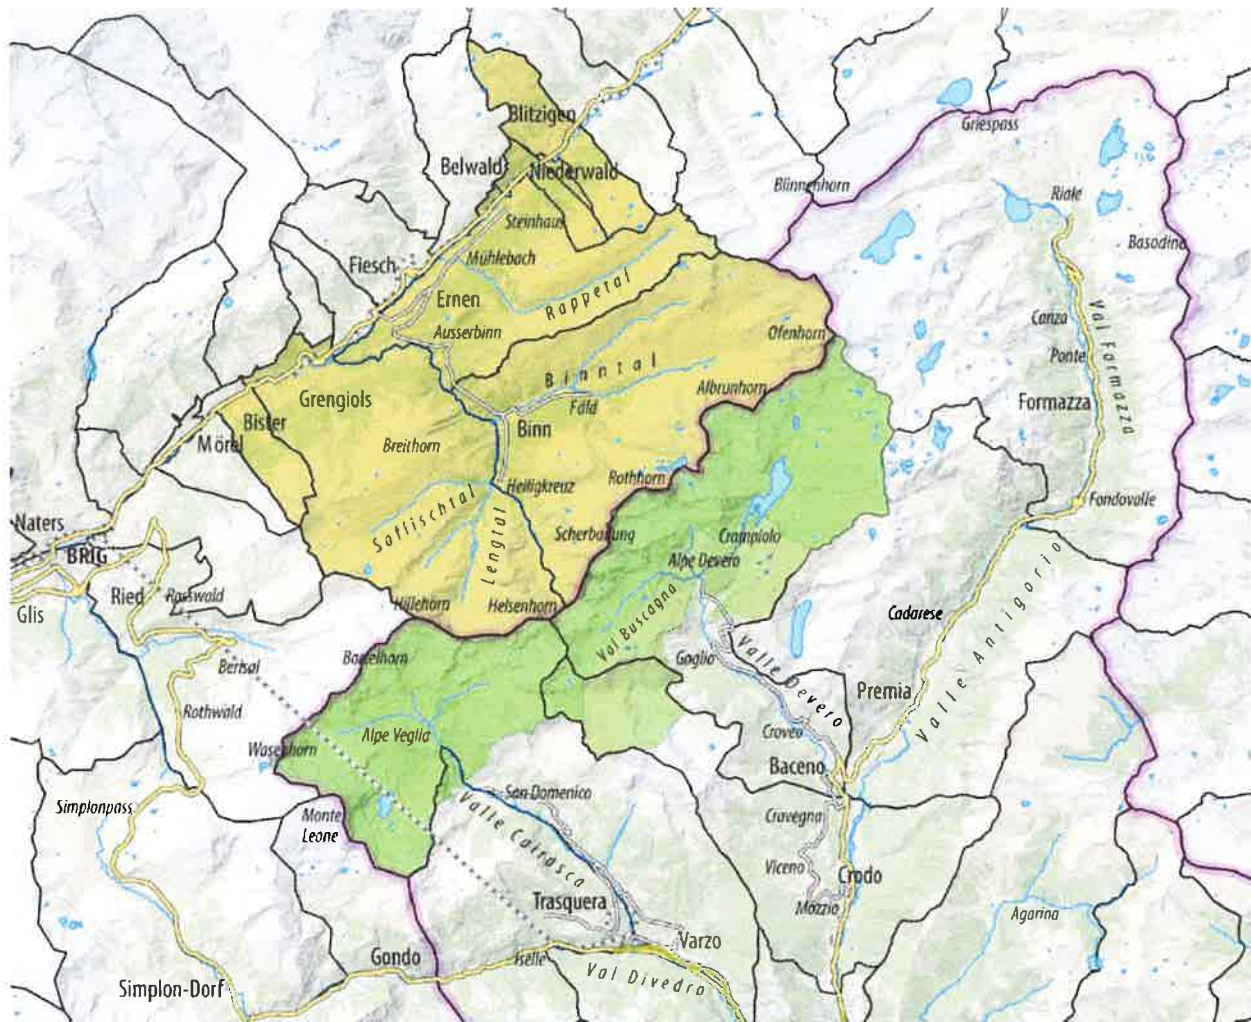 Blitzigen
Griespass
Belwald
Niederwald
Blinnenhorn
Riale
Steinhaus
Basodino
Mühlebach
Fiesch
Rappetal
Ernen
Val Formazza
Canza
Ausserbinn
Ofenhorn
Ponte
Binntal
Albrunhorn
Grengiols
Fäld
Formazza
Bister
Binn
Mörel
Breithorn
Rothhorn
Heiligkreuz
Fondovalle
Saflischtal
Naters
Scherbadung
Crampiolo
BRIG
Lengtal
Alpe Devero
Ried
Rosswald
Hillehorn
Helsenhorn
Glis
Val Buscagna
Cadarese
Valle Antigorio
Bortelhorn
Goglio
Berisal
Valle Devero
Premia
Rothwald
Alpe Veglia
Croveo
Wasenhorn
Baceno
Simplonpass
San Domenico
Monte
Leone
Valle Cairasca
Cravegna
Viceno
Crodo
Trasquera
Mozzio
Agarina
Varzo
Gondo
Iselle
Val Divedro
Simplon-Dorf